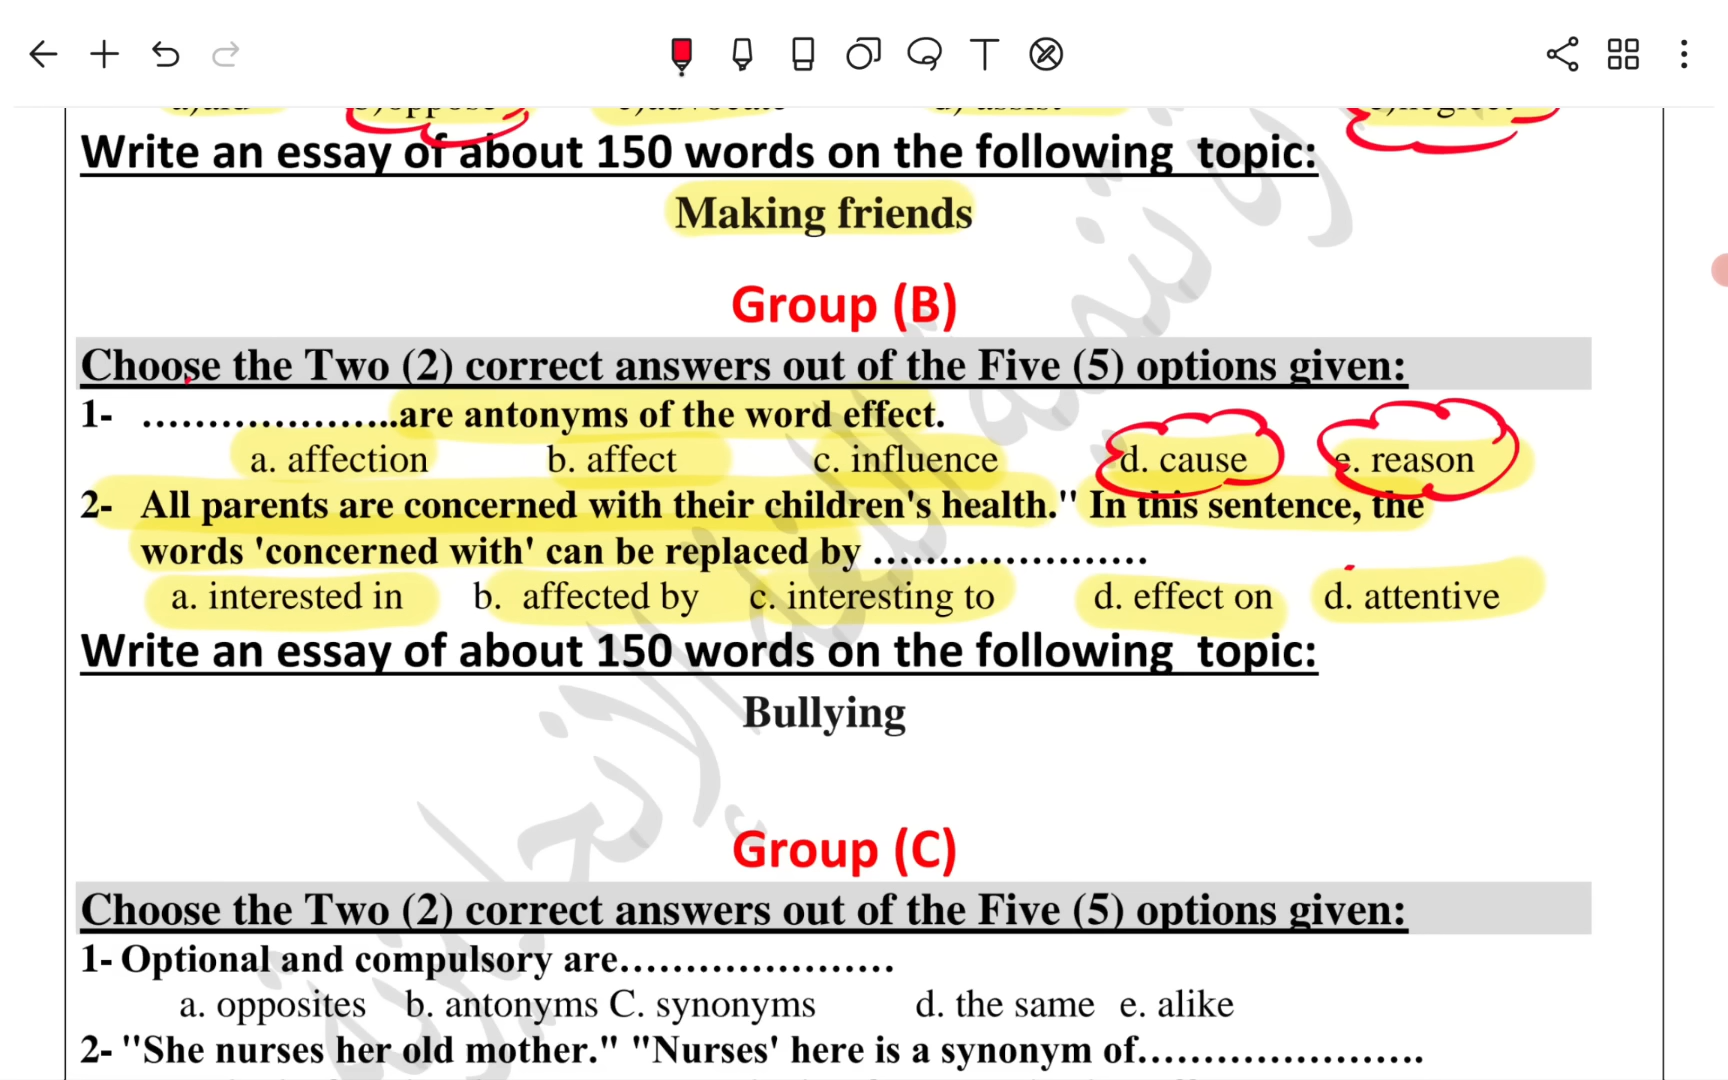 Write an essay of about 150 words on the following topic:
Making friends
Group (B)
Choose the Two (2) correct answers out of the Five (5) options given:
1- ......................are antonyms of the word effect.
a. affection b. affect c. influence d. cause e. reason
2- All parents are concerned with their children's health." In this sentence, the
words 'concerned with' can be replaced by .....................
a. interested in b. affected by c. interesting to d. effect on d. attentive
Write an essay of about 150 words on the following topic:
Bullying
Group (C)
Choose the Two (2) correct answers out of the Five (5) options given:
1- Optional and compulsory are.....................
a. opposites b. antonyms C. synonyms d. the same e. alike
2- "She nurses her old mother." "Nurses' here is a synonym of......................